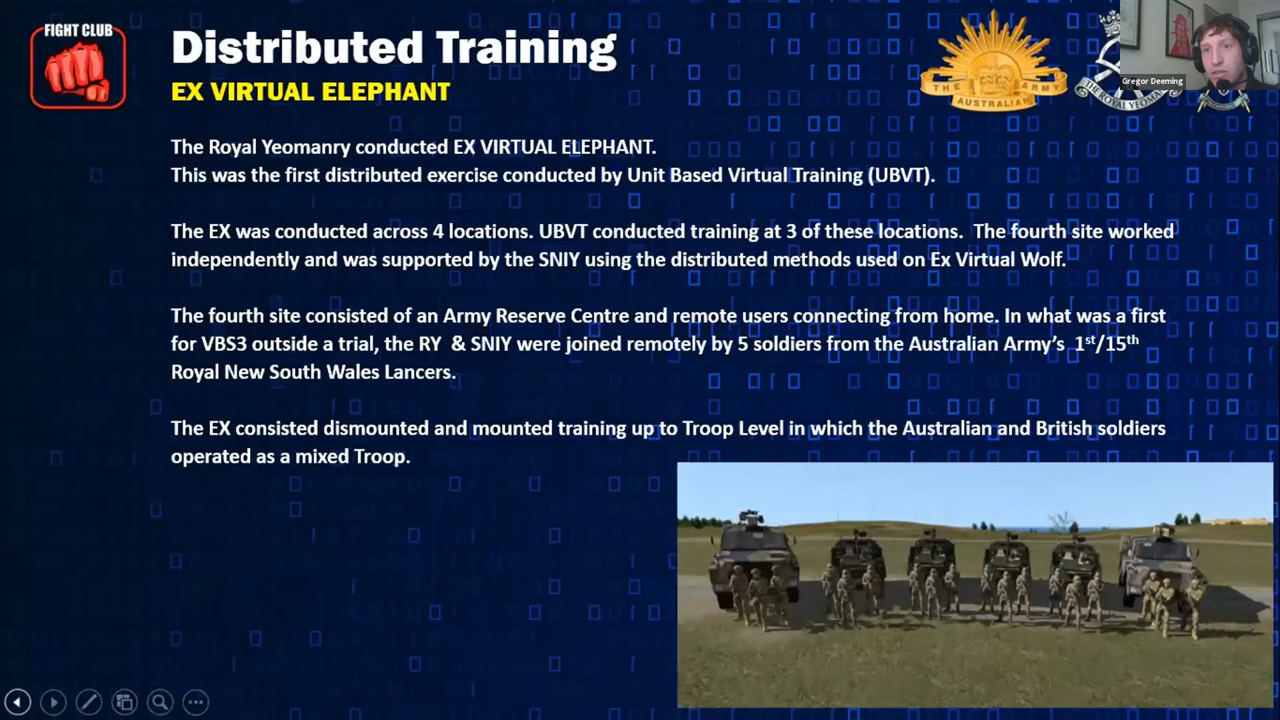 FIGHT CLUB
Distributed Training
EX VIRTUAL ELEPHANT
THE ARMY
AUSTRALIAN
Gregor Deeming
The Royal Yeomanry conducted EX VIRTUAL ELEPHANT.
This was the first distributed exercise conducted by Unit Based Virtual Training (UBVT).
The EX was conducted across 4 locations. UBVT conducted training at 3 of these locations. The fourth site worked
independently and was supported by the SNIY using the distributed methods used on Ex Virtual Wolf.
The fourth site consisted of an Army Reserve Centre and remote users connecting from home. In what was a first
for VBS3 outside a trial, the RY & SNIY were joined remotely by 5 soldiers from the Australian Army’s 1st/15th
Royal New South Wales Lancers.
The EX consisted dismounted and mounted training up to Troop Level in which the Australian and British soldiers
operated as a mixed Troop.